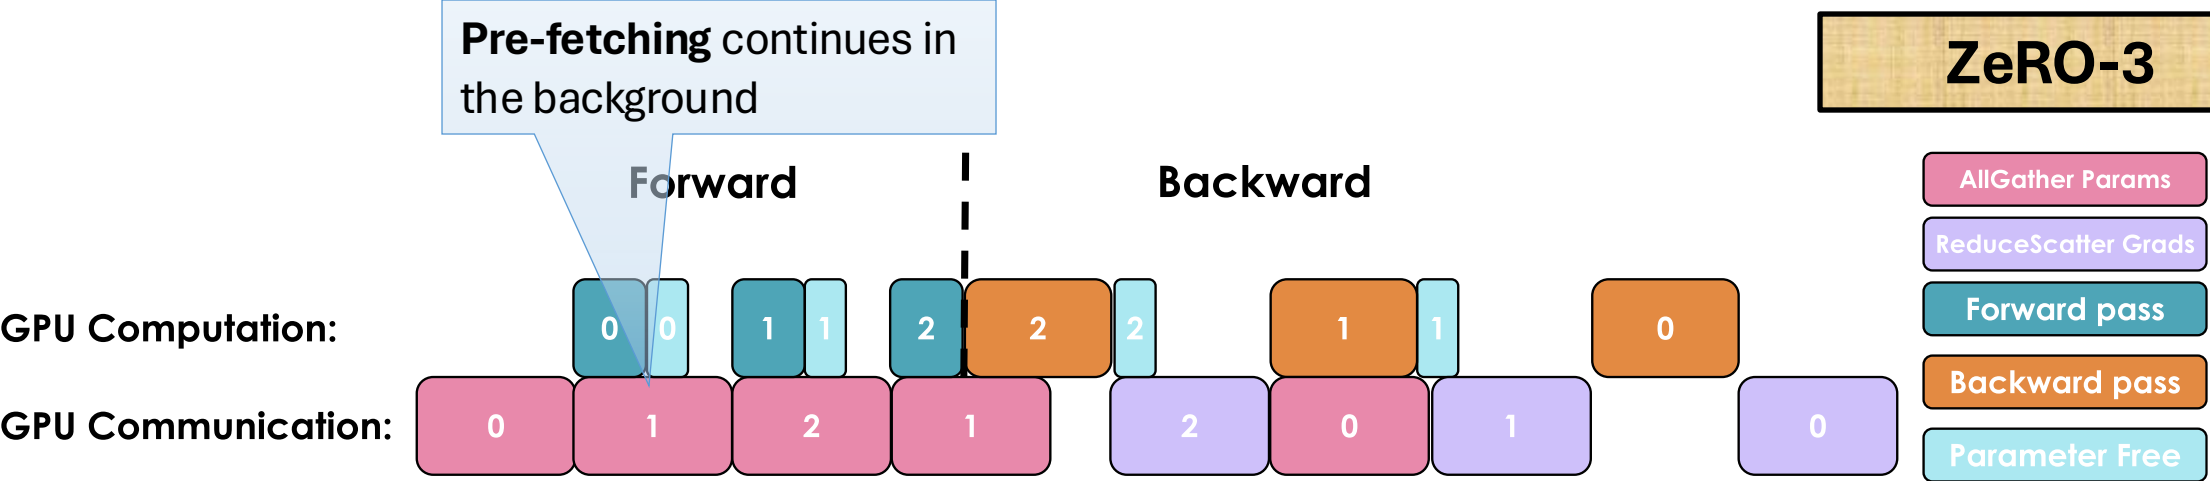 Pre-fetching continues in
the background
ZeRO-3
Forward
Backward
AllGather Params
ReduceScatter Grads
Forward pass
Backward pass
Parameter Free
GPU Computation:
0 0 1 1 2 2 2 1 1 0
GPU Communication:
0 1 2 1 2 0 1 0